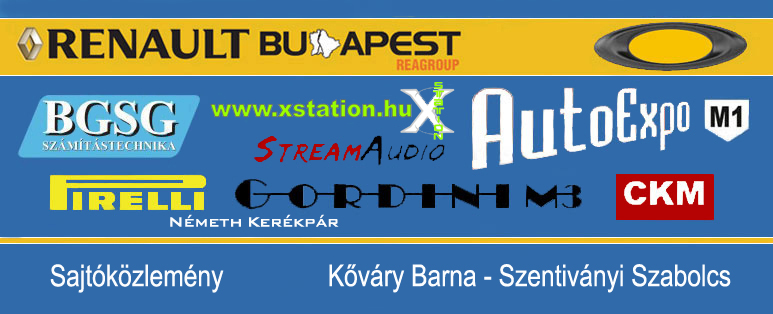 RENAULT BUDAPEST
REAGROUP
BGSG
SZÁMÍTÁSTECHNIKA
www.xstation.hu
X
StreamAudio
AutoExpo
M1
PIRELLI
GORDINI M3
CKM
Németh Kerékpár
Sajtóközlemény
Kőváry Barna - Szentiványi Szabolcs